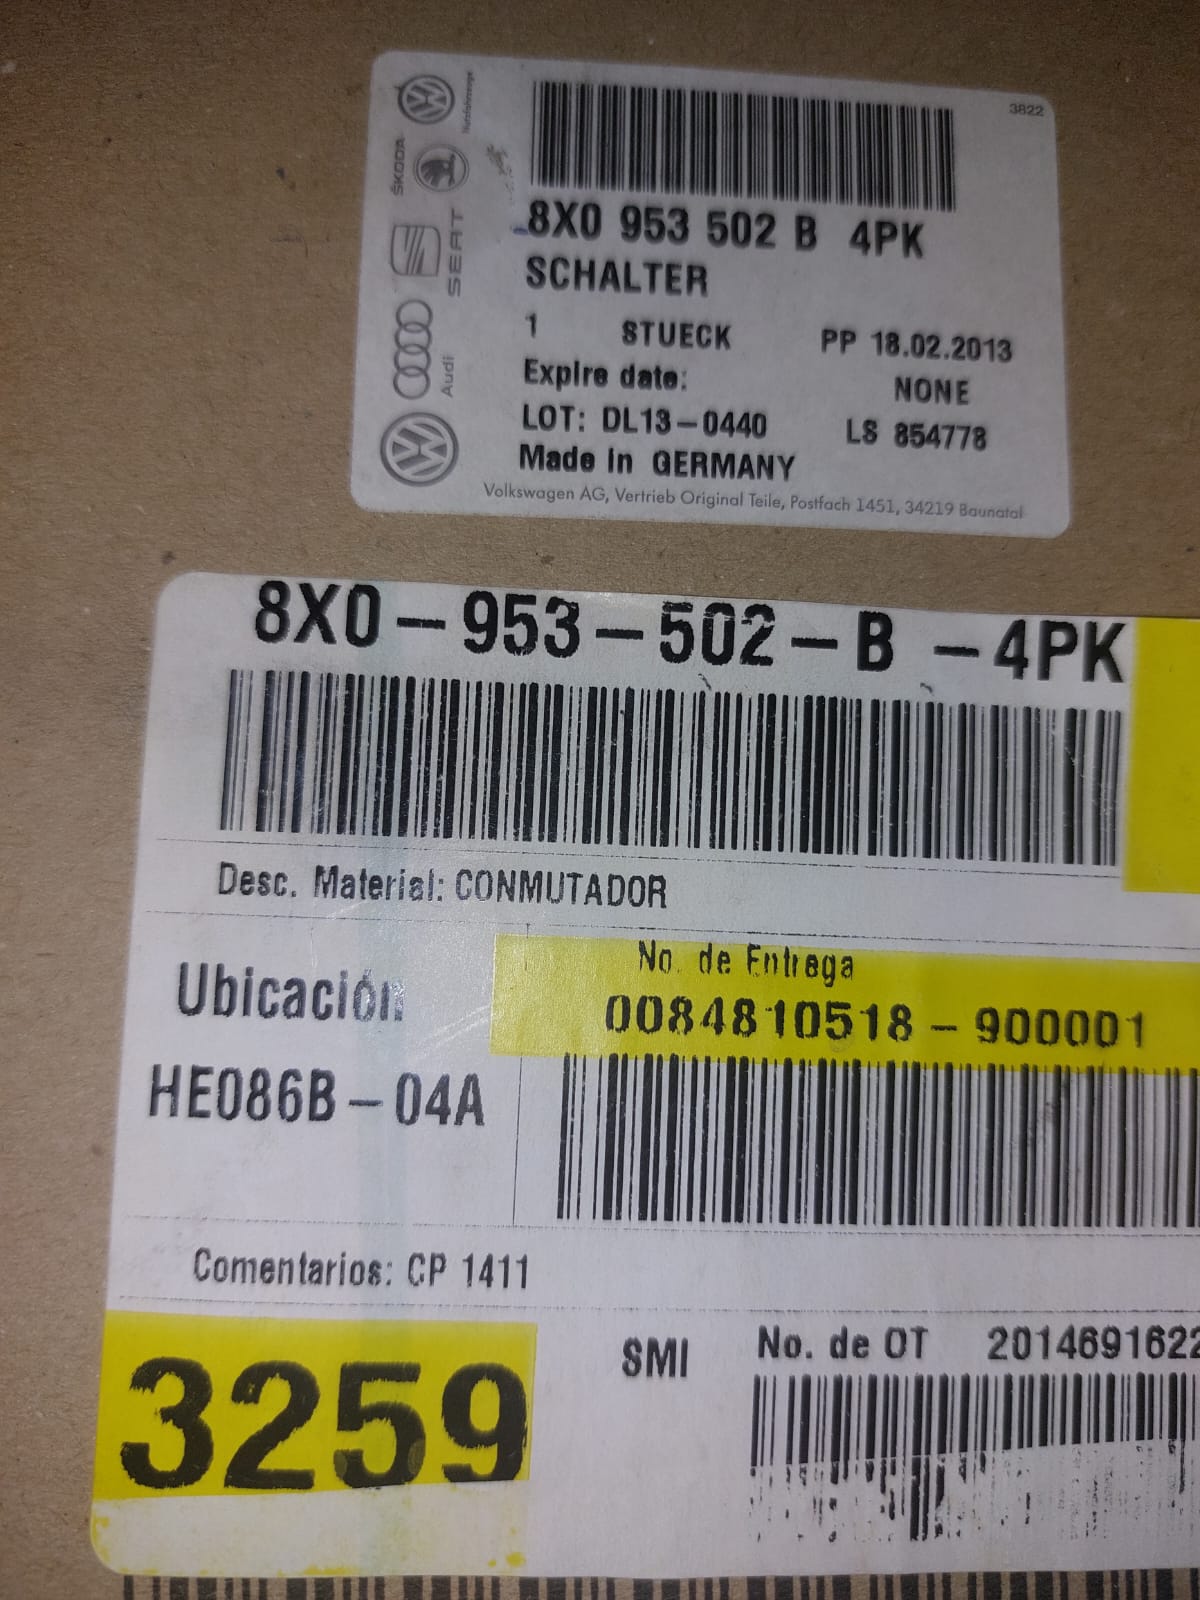 3822
Nutzfahrzeuge
ŠKODA
SEAT
Audi
8X0 953 502 B 4PK
SCHALTER
1 STUECK PP 18.02.2013
Expire date: NONE
LOT: DL13-0440 LS 854778
Made in GERMANY
Volkswagen AG, Vertrieb Original Teile, Postfach 1451, 34219 Baunatal
8X0-953-502-B -4PK
Desc. Material: CONMUTADOR
No. de Entrega
Ubicación
0084810518-900001
HE086B-04A
Comentarios: CP 1411
3259
SMI No. de OT 2014691622